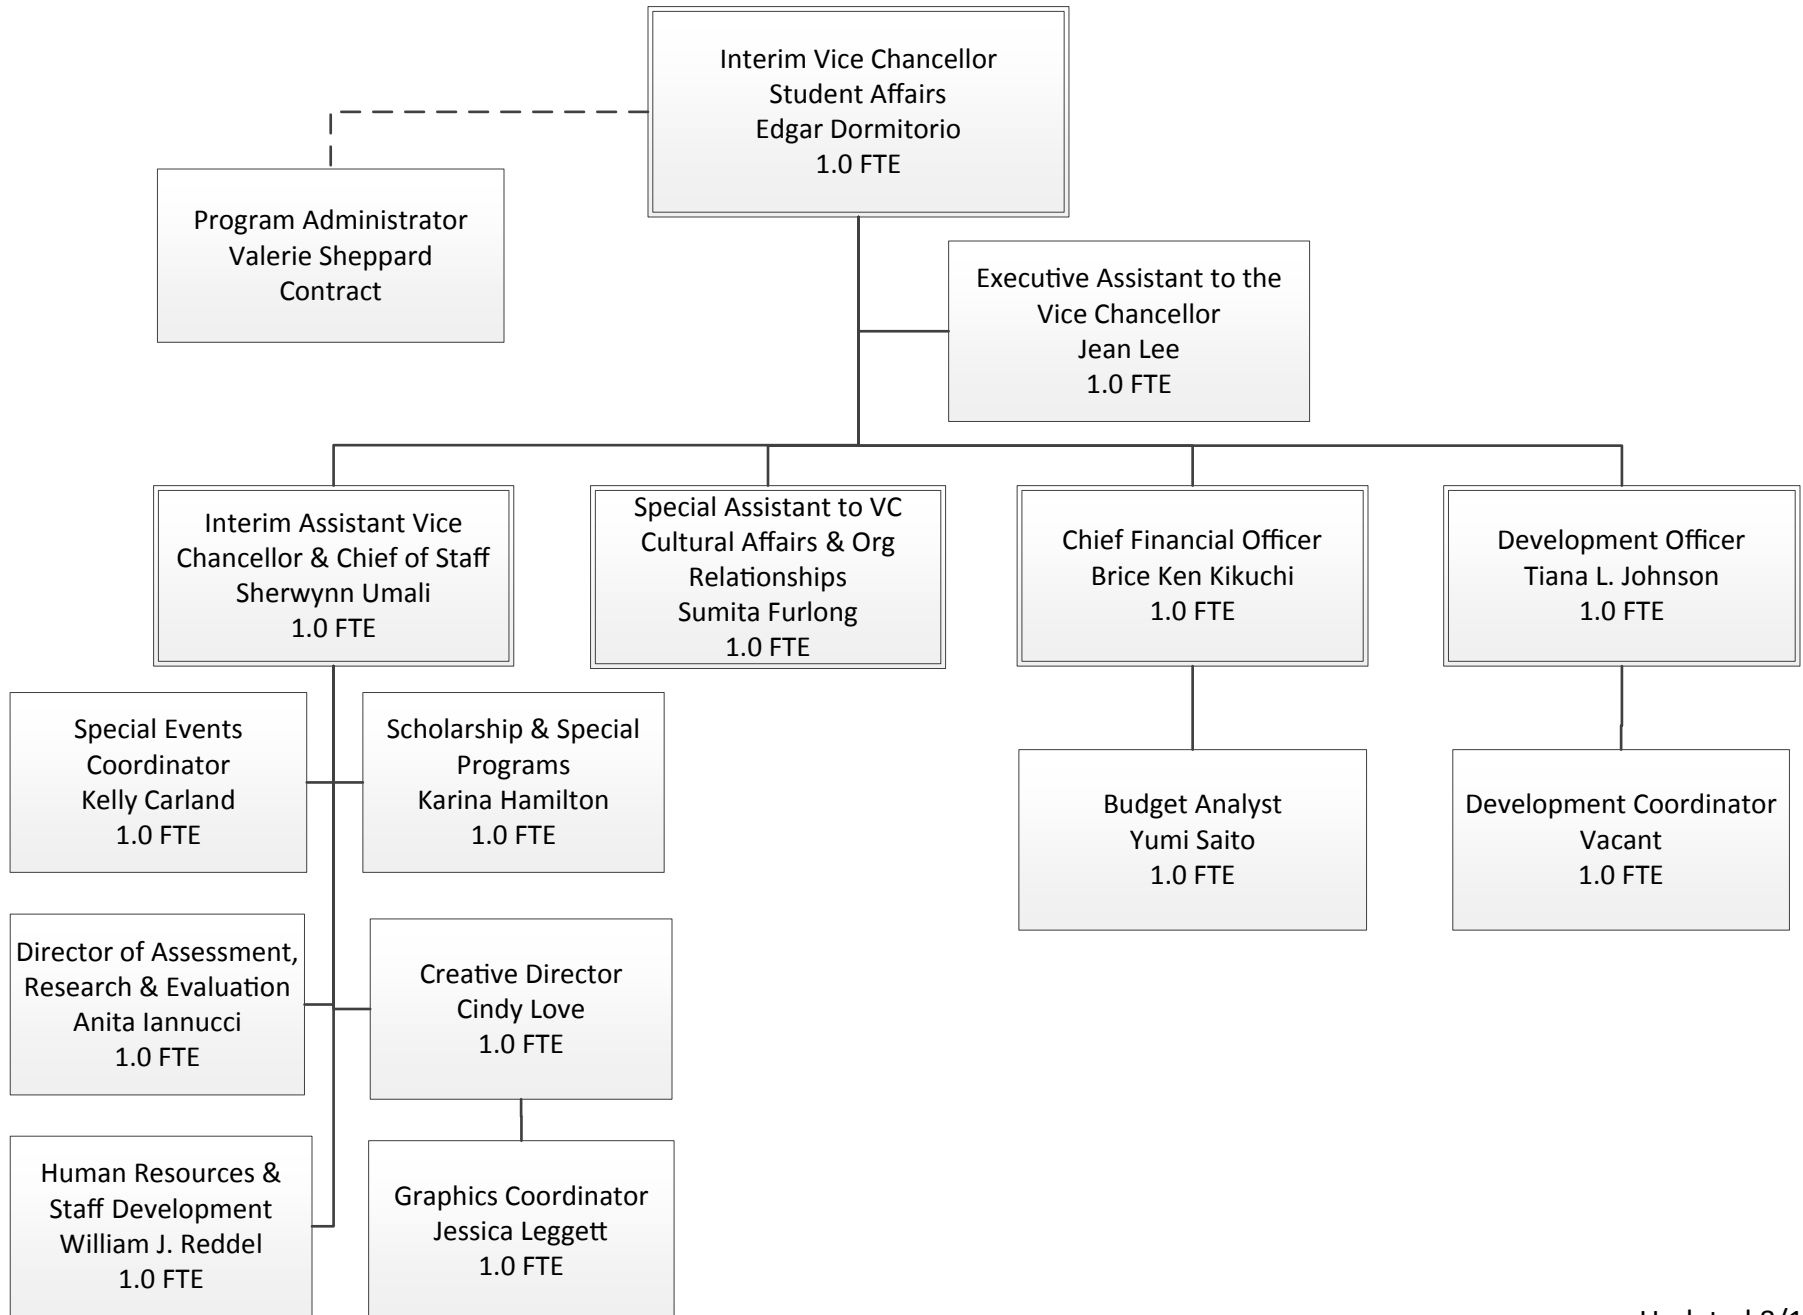 Interim Vice Chancellor
Student Affairs
Edgar Dormitorio
1.0 FTE
Program Administrator
Valerie Sheppard
Contract
Executive Assistant to the
Vice Chancellor
Jean Lee
1.0 FTE
Interim Assistant Vice
Chancellor & Chief of Staff
Sherwynn Umali
1.0 FTE
Special Assistant to VC
Cultural Affairs & Org
Relationships
Sumita Furlong
1.0 FTE
Chief Financial Officer
Brice Ken Kikuchi
1.0 FTE
Development Officer
Tiana L. Johnson
1.0 FTE
Special Events
Coordinator
Kelly Carland
1.0 FTE
Scholarship & Special
Programs
Karina Hamilton
1.0 FTE
Budget Analyst
Yumi Saito
1.0 FTE
Development Coordinator
Vacant
1.0 FTE
Director of Assessment,
Research & Evaluation
Anita Iannucci
1.0 FTE
Creative Director
Cindy Love
1.0 FTE
Human Resources &
Staff Development
William J. Reddel
1.0 FTE
Graphics Coordinator
Jessica Leggett
1.0 FTE